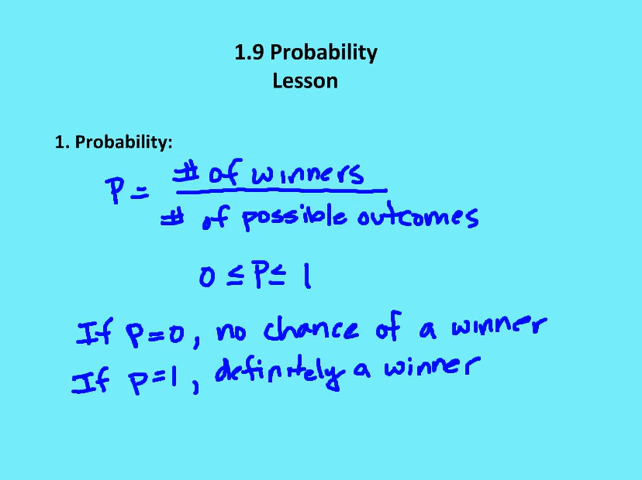 1.9 Probability
Lesson
1. Probability:
P = # of winners
# of possible outcomes
0 ≤ P ≤ 1
If P=0, no chance of a winner
If P=1, definitely a winner